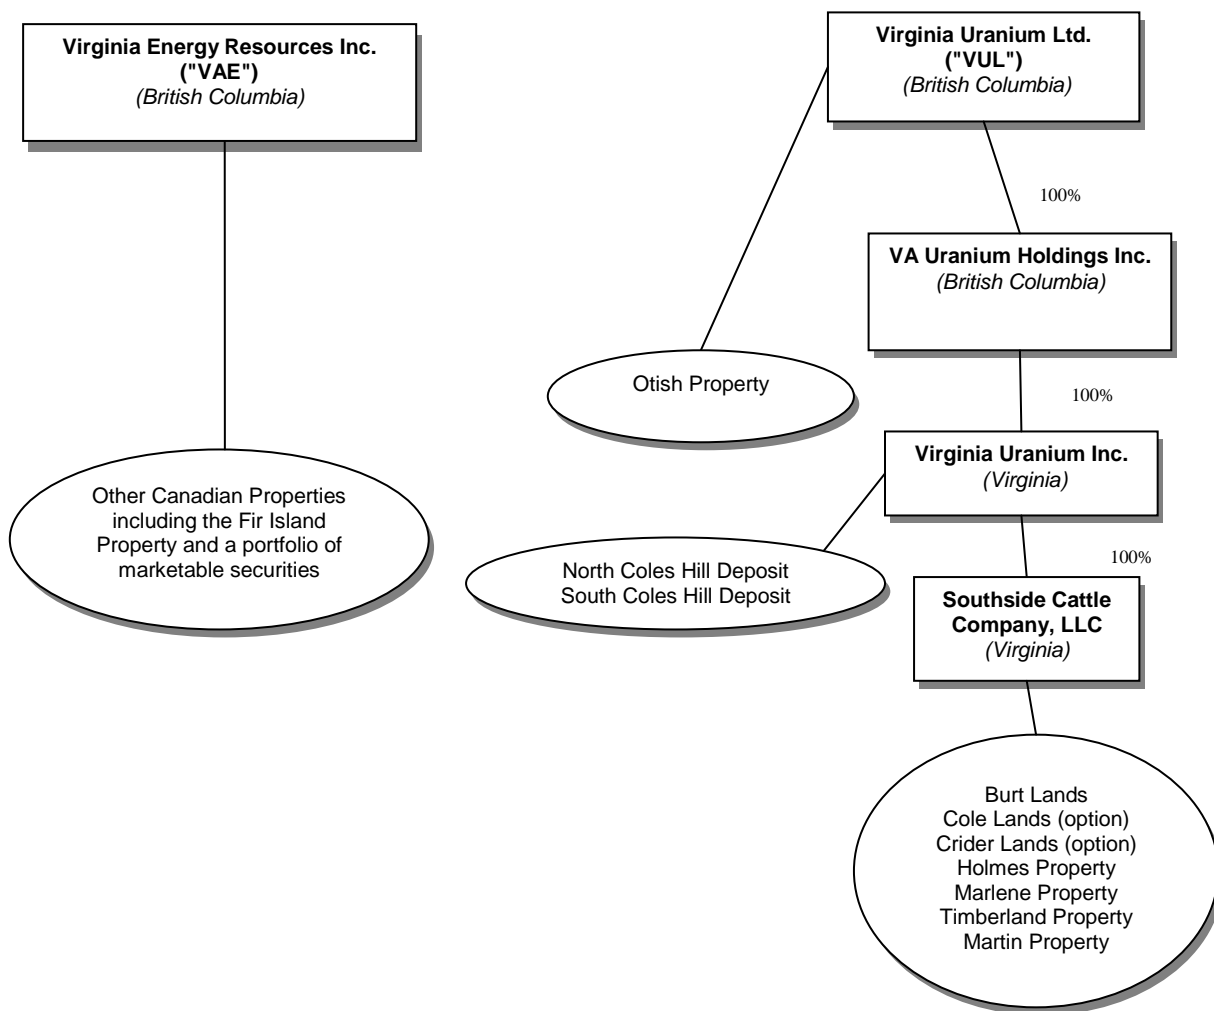 Virginia Energy Resources Inc.
("VAE")
(British Columbia)
Other Canadian Properties
including the Fir Island
Property and a portfolio of
marketable securities
Virginia Uranium Ltd.
("VUL")
(British Columbia)
100%
VA Uranium Holdings Inc.
(British Columbia)
Otish Property
100%
Virginia Uranium Inc.
(Virginia)
North Coles Hill Deposit
South Coles Hill Deposit
100%
Southside Cattle
Company, LLC
(Virginia)
Burt Lands
Cole Lands (option)
Crider Lands (option)
Holmes Property
Marlene Property
Timberland Property
Martin Property